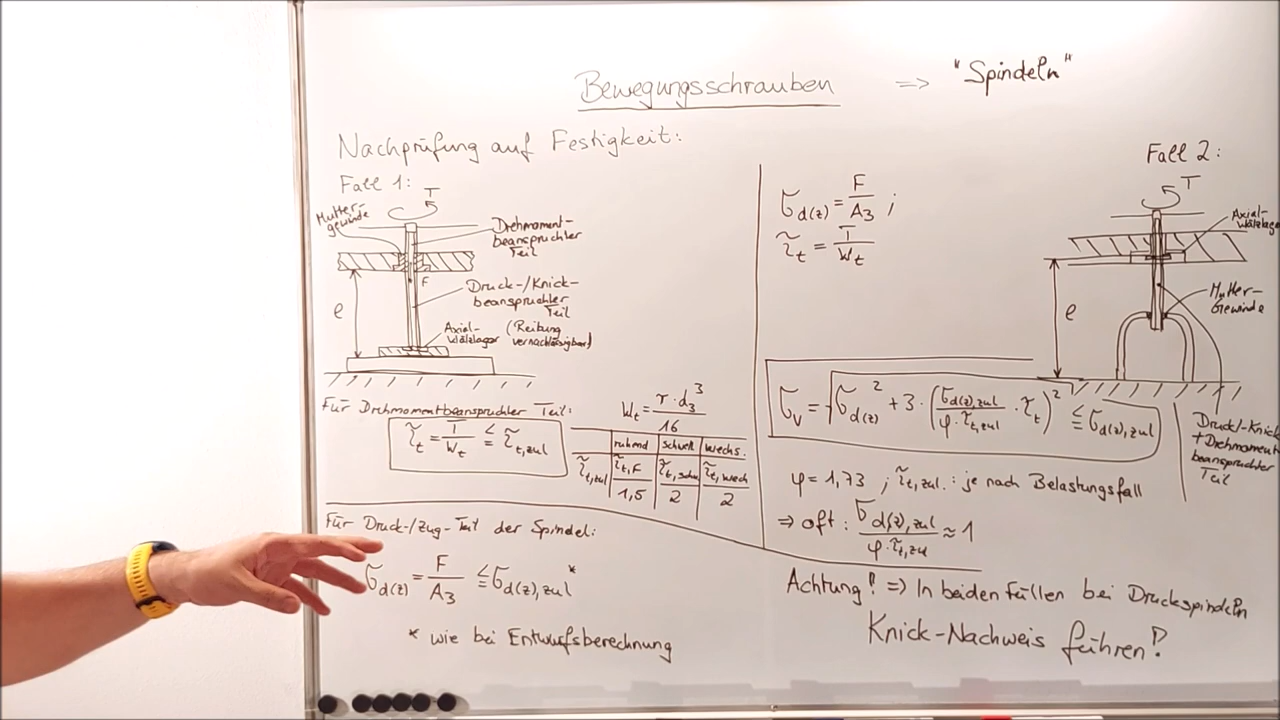 Bewegungsschrauben => "Spindeln"
Nachprüfung auf Festigkeit:
Fall 1:
T
Mutter-
gewinde
Drehmoment-
beanspruchter
Teil
F
Druck-/Knick-
beanspruchter
Teil
l
Axial-
wälzlager
(Reibung
vernachlässigbar)
Für Drehmomentbeanspruchter Teil:
τt = T/Wt ≤ τt,zul
Wt = π · d3³/16
ruhend | schwell | wechs.
τt,zul | τt,F/1,5 | τt,schw/2 | τt,wech/2
Für Druck-/Zug-Teil der Spindel:
σd(z) = F/A3 ≤ σd(z),zul*
* wie bei Entwurfsberechnung
σd(z) = F/A3 ;
τt = T/Wt
Fall 2:
T
Axial-
wälzlage
l
Mutter-
Gewinde
Druck/-Knick
+Drehmoment
beanspruchter
Teil
σv = √(σd(z)² + 3 · (σd(z),zul/φ·τt,zul · τt)²) ≤ σd(z),zul
φ = 1,73 ; τt,zul. : je nach Belastungsfall
=> oft: σd(z),zul/φ·τt,zul ≈ 1
Achtung! => In beiden Fällen bei Druckspindeln
Knick-Nachweis führen!